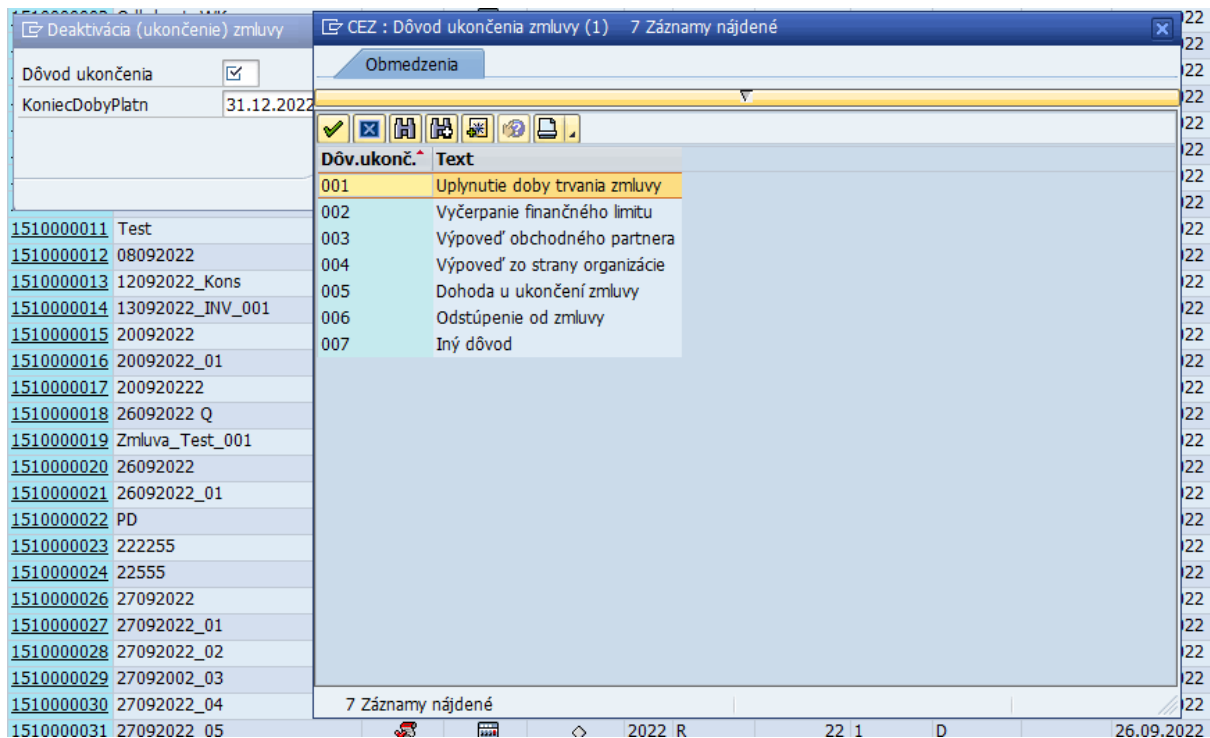 Deaktivácia (ukončenie) zmluvy
Dôvod ukončenia
KoniecDobyPlatn 31.12.2022
CEZ : Dôvod ukončenia zmluvy (1) 7 Záznamy nájdené
Obmedzenia
Dôv.ukonč. Text
001 Uplynutie doby trvania zmluvy
002 Vyčerpanie finančného limitu
003 Výpoveď obchodného partnera
004 Výpoveď zo strany organizácie
005 Dohoda u ukončení zmluvy
006 Odstúpenie od zmluvy
007 Iný dôvod
7 Záznamy nájdené
1510000011 Test
1510000012 08092022
1510000013 12092022_Kons
1510000014 13092022_INV_001
1510000015 20092022
1510000016 20092022_01
1510000017 200920222
1510000018 26092022 Q
1510000019 Zmluva_Test_001
1510000020 26092022
1510000021 26092022_01
1510000022 PD
1510000023 222255
1510000024 22555
1510000026 27092022
1510000027 27092022_01
1510000028 27092022_02
1510000029 27092002_03
1510000030 27092022_04
1510000031 27092022_05 2022 R 22 1 D 26.09.2022